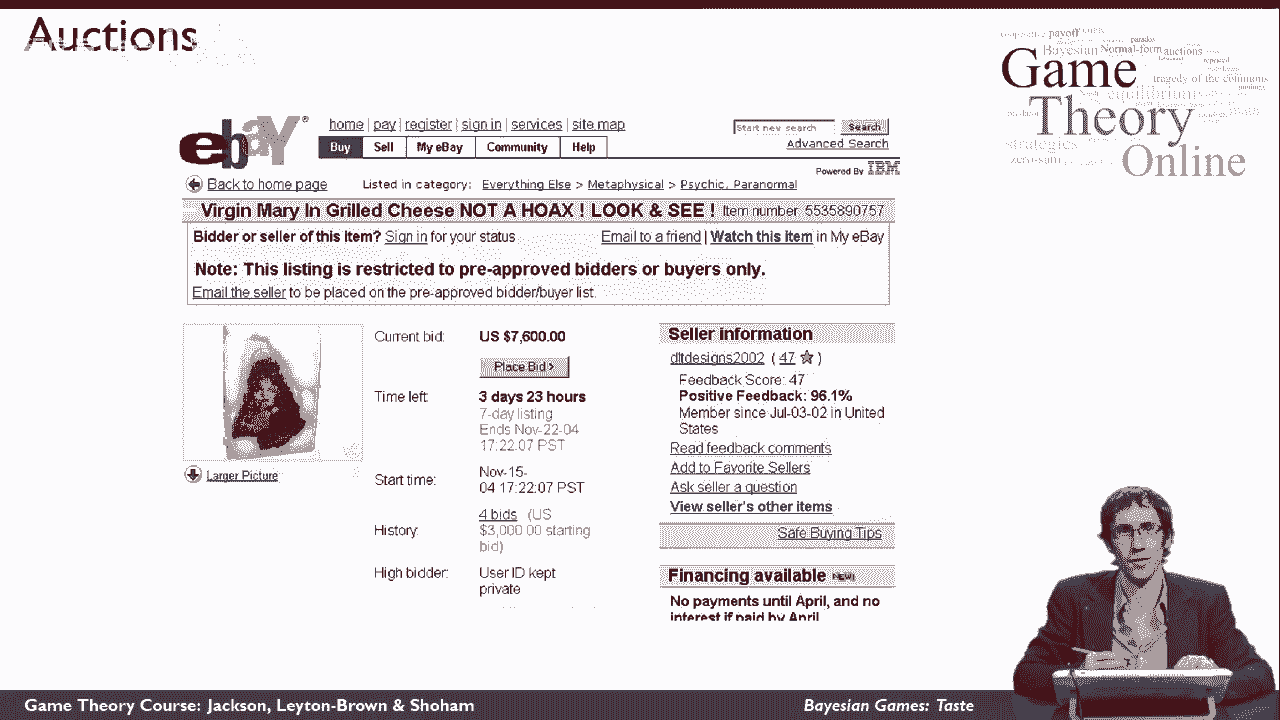 Auctions
payoff
Bayesian Normal-form auctions
Game
tragedy of the commons
equilibrium
Theory
strategies
zero-sum
Online
ebaY
home | pay | register | sign in | services | site map
Start new search Search
Buy Sell My eBay Community Help
Advanced Search
Powered By IBM
Back to home page Listed in category: Everything Else > Metaphysical > Psychic, Paranormal
Virgin Mary In Grilled Cheese NOT A HOAX ! LOOK & SEE ! Item number: 5535890757
Bidder or seller of this item? Sign in for your status Email to a friend | Watch this item in My eBay
Note: This listing is restricted to pre-approved bidders or buyers only.
Email the seller to be placed on the pre-approved bidder/buyer list.
Larger Picture
Current bid: US $7,600.00
Place Bid >
Time left: 3 days 23 hours
7-day listing
Ends Nov-22-04
17:22:07 PST
Start time: Nov-15-
04 17:22:07 PST
History: 4 bids (US
$3,000.00 starting
bid)
High bidder: User ID kept
private
Seller information
dltdesigns2002 ( 47 )
Feedback Score: 47
Positive Feedback: 96.1%
Member since Jul-03-02 in United
States
Read feedback comments
Add to Favorite Sellers
Ask seller a question
View seller's other items
Safe Buying Tips
Financing available NEW!
No payments until April, and no
interest if paid by April
Game Theory Course: Jackson, Leyton-Brown & Shoham
Bayesian Games: Taste